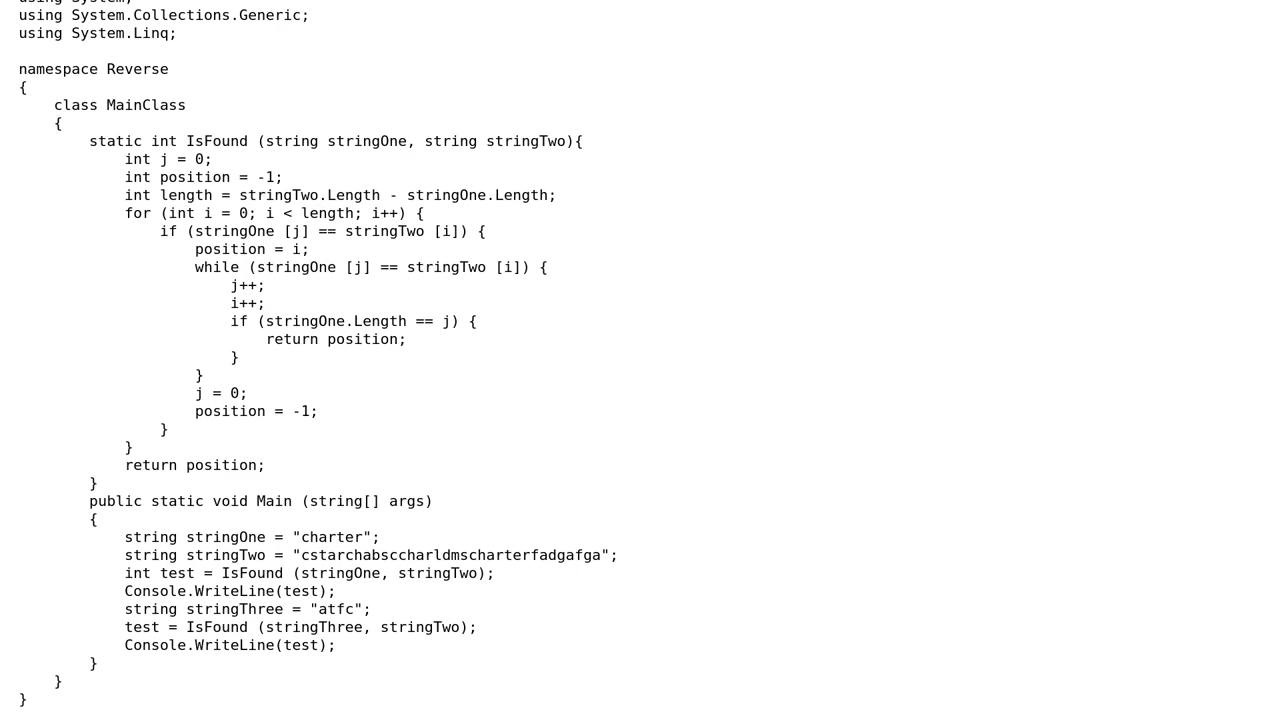 using System;
using System.Collections.Generic;
using System.Linq;

namespace Reverse
{
    class MainClass
    {
        static int IsFound (string stringOne, string stringTwo){
            int j = 0;
            int position = -1;
            int length = stringTwo.Length - stringOne.Length;
            for (int i = 0; i < length; i++) {
                if (stringOne [j] == stringTwo [i]) {
                    position = i;
                    while (stringOne [j] == stringTwo [i]) {
                        j++;
                        i++;
                        if (stringOne.Length == j) {
                            return position;
                        }
                    }
                    j = 0;
                    position = -1;
                }
            }
            return position;
        }
        public static void Main (string[] args)
        {
            string stringOne = "charter";
            string stringTwo = "cstarchabsccharldmscharterfadgafga";
            int test = IsFound (stringOne, stringTwo);
            Console.WriteLine(test);
            string stringThree = "atfc";
            test = IsFound (stringThree, stringTwo);
            Console.WriteLine(test);
        }
    }
}